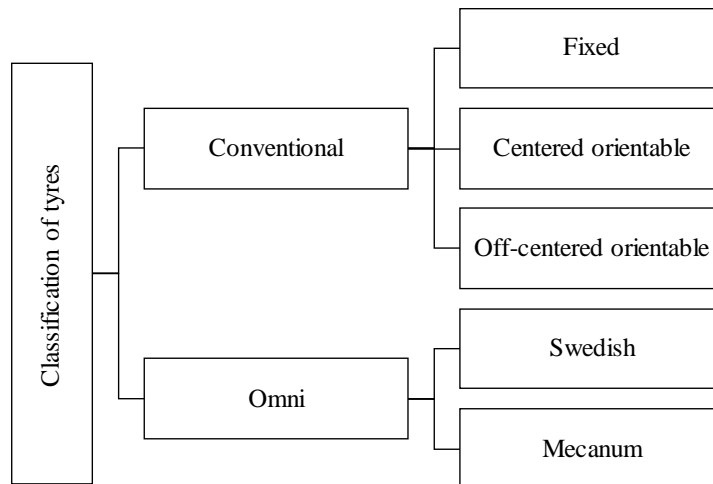 Classification of tyres
Conventional
Fixed
Centered orientable
Off-centered orientable
Omni
Swedish
Mecanum